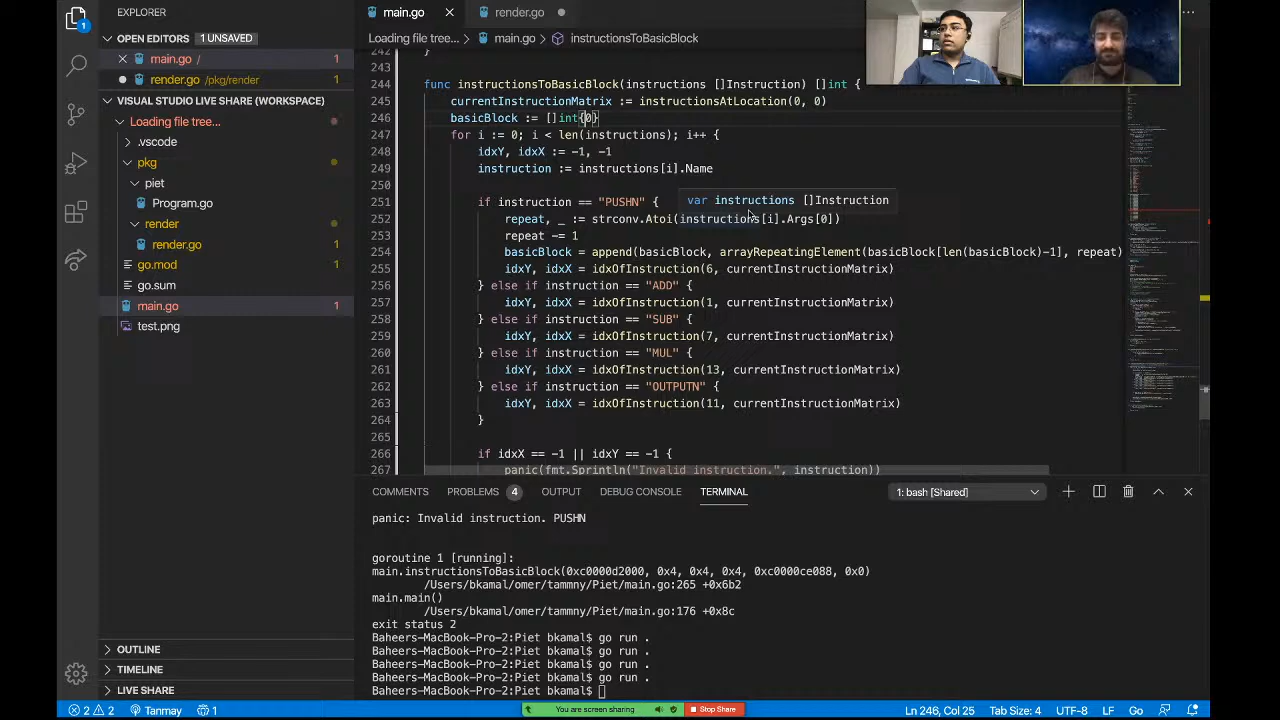 EXPLORER
OPEN EDITORS 1 UNSAVED
main.go 1
render.go /pkg/render 1
VISUAL STUDIO LIVE SHARE (WORKSPACE)
Loading file tree...
.vscode
pkg
piet
Program.go
render
render.go
go.mod
go.sum
main.go 1
test.png
OUTLINE
TIMELINE
LIVE SHARE
main.go
render.go
Loading file tree... main.go instructionsToBasicBlock
242 }
243
244 func instructionsToBasicBlock(instructions []Instruction) []int {
245 currentInstructionMatrix := instructionsAtLocation(0, 0)
246 basicBlock := []int{0}
247 for i := 0; i < len(instructions); i++ {
248 idxY, idxX := -1, -1
249 instruction := instructions[i].Name
250
var instructions []Instruction
251 if instruction == "PUSHN" {
252 repeat, _ := strconv.Atoi(instructions[i].Args[0])
253 repeat -= 1
254 basicBlock = append(basicBlock, arrayRepeatingElement(basicBlock[len(basicBlock)-1], repeat)
255 idxY, idxX = idxOfInstruction(6, currentInstructionMatrix)
256 } else if instruction == "ADD" {
257 idxY, idxX = idxOfInstruction(1, currentInstructionMatrix)
258 } else if instruction == "SUB" {
259 idxY, idxX = idxOfInstruction(7, currentInstructionMatrix)
260 } else if instruction == "MUL" {
261 idxY, idxX = idxOfInstruction(13, currentInstructionMatrix)
262 } else if instruction == "OUTPUTN" {
263 idxY, idxX = idxOfInstruction(11, currentInstructionMatrix)
264 }
265
266 if idxX == -1 || idxY == -1 {
267 panic(fmt.Sprintln("Invalid instruction.", instruction))
COMMENTS PROBLEMS 4 OUTPUT DEBUG CONSOLE TERMINAL 1: bash [Shared]
panic: Invalid instruction. PUSHN
goroutine 1 [running]:
main.instructionsToBasicBlock(0xc0000d2000, 0x4, 0x4, 0x4, 0xc0000ce088, 0x0)
/Users/bkamal/omer/tammny/Piet/main.go:265 +0x6b2
main.main()
/Users/bkamal/omer/tammny/Piet/main.go:176 +0x8c
exit status 2
Baheers-MacBook-Pro-2:Piet bkamal$ go run .
Baheers-MacBook-Pro-2:Piet bkamal$ go run .
Baheers-MacBook-Pro-2:Piet bkamal$ go run .
Baheers-MacBook-Pro-2:Piet bkamal$ go run .
Baheers-MacBook-Pro-2:Piet bkamal$
2 2 Tanmay 1 You are screen sharing Stop Share Ln 246, Col 25 Tab Size: 4 UTF-8 LF Go